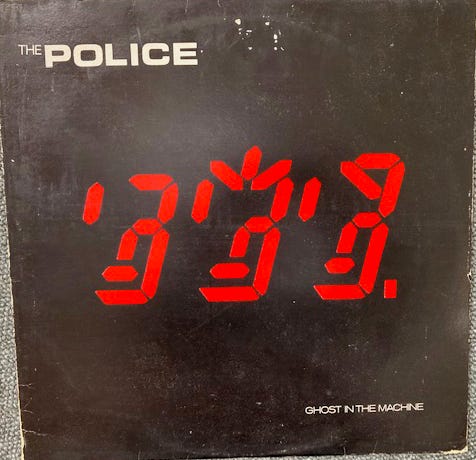 THE POLICE
GHOST IN THE MACHINE